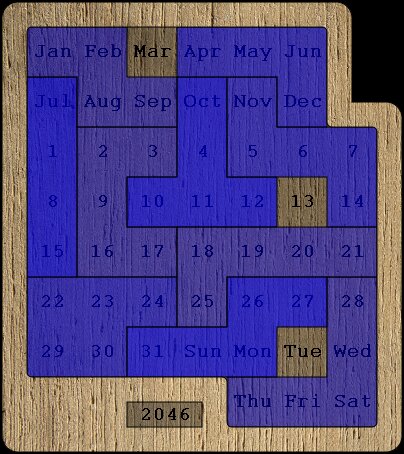 Jan Feb Mar Apr May Jun
Jul Aug Sep Oct Nov Dec
1 2 3 4 5 6 7
8 9 10 11 12 13 14
15 16 17 18 19 20 21
22 23 24 25 26 27 28
29 30 31 Sun Mon Tue Wed
Thu Fri Sat
2046